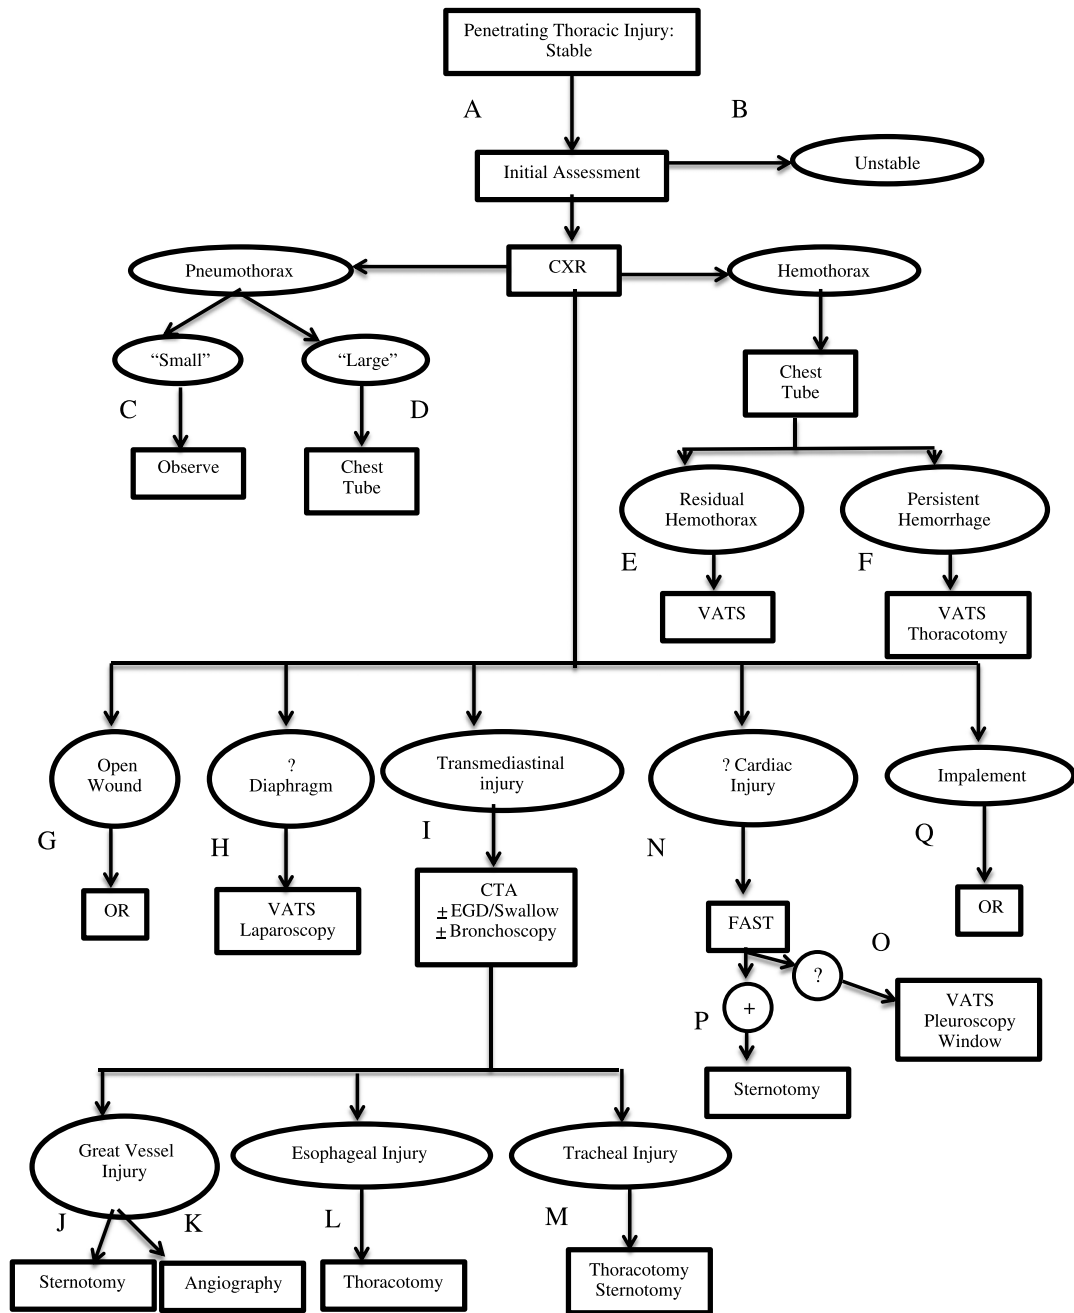 Penetrating Thoracic Injury:
Stable
A
B
Initial Assessment
Unstable
Pneumothorax
CXR
Hemothorax
“Small”
“Large”
Chest
Tube
C
D
Observe
Chest
Tube
Residual
Hemothorax
Persistent
Hemorrhage
E
F
VATS
VATS
Thoracotomy
Open
Wound
?
Diaphragm
Transmediastinal
injury
? Cardiac
Injury
Impalement
G
H
I
N
Q
OR
VATS
Laparoscopy
CTA
±EGD/Swallow
±Bronchoscopy
FAST
OR
O
?
P
+
VATS
Pleuroscopy
Window
Sternotomy
Great Vessel
Injury
Esophageal Injury
Tracheal Injury
J
K
L
M
Sternotomy
Angiography
Thoracotomy
Thoracotomy
Sternotomy